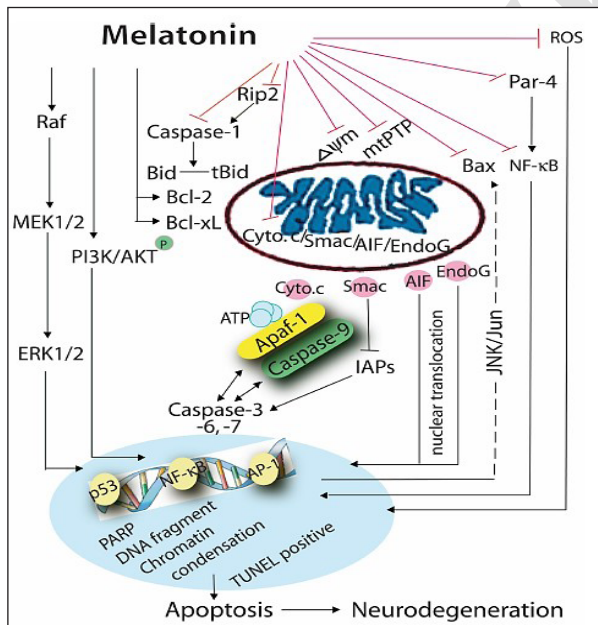 Melatonin
ROS
Rip2
Par-4
Raf
Caspase-1
Δψm
mtPTP
Bid
tBid
Bax
NF-κB
Bcl-2
MEK1/2
Bcl-xL
Cyto.c/Smac/AIF/EndoG
P
PI3K/AKT
Cyto.c
Smac
AIF
EndoG
ATP
Apaf-1
Caspase-9
ERK1/2
IAPs
nuclear translocation
JNK/Jun
Caspase-3
-6, -7
p53
NF-κB
AP-1
PARP
DNA fragment
Chromatin
condensation
TUNEL positive
Apoptosis
Neurodegeneration